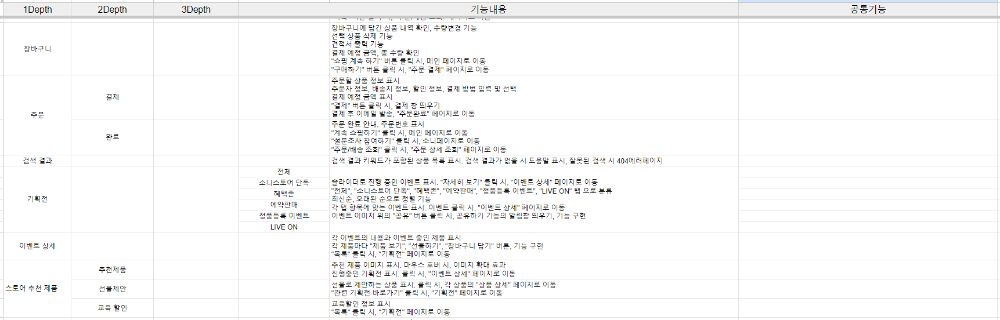 1Depth 2Depth 3Depth 기능내용 공통기능
장바구니
장바구니에 담긴 상품 내역 확인, 수량변경 기능
선택 상품 삭제 기능
견적서 출력 기능
결제 예정 금액, 총 수량 확인
"쇼핑 계속 하기" 버튼 클릭 시, 메인 페이지로 이동
"구매하기" 버튼 클릭 시, "주문·결제" 페이지로 이동
주문
결제
주문할 상품 정보 표시
주문자 정보, 배송지 정보, 할인 정보, 결제 방법 입력 및 선택
결제 예정 금액 표시
"결제" 버튼 클릭 시, 결제 창 띄우기
결제 후 이메일 발송, "주문완료" 페이지로 이동
완료
주문 완료 안내, 주문번호 표시
"계속 쇼핑하기" 클릭 시, 메인 페이지로 이동
"설문조사 참여하기" 클릭 시, 소니페이지로 이동
"주문/배송 조회" 클릭 시, "주문 상세 조회" 페이지로 이동
검색 결과
검색 결과 키워드가 포함된 상품 목록 표시. 검색 결과가 없을 시 도움말 표시, 잘못된 검색 시 404에러페이지
기획전
전체
소니스토어 단독
혜택존
예약판매
정품등록 이벤트
LIVE ON
슬라이더로 진행 중인 이벤트 표시. "자세히 보기" 클릭 시, "이벤트 상세" 페이지로 이동
"전체", "소니스토어 단독", "혜택존", "예약판매", "정품등록 이벤트", "LIVE ON" 탭 으로 분류
최신순, 오래된 순으로 정렬 기능
각 탭 항목에 맞는 이벤트 표시. 이벤트 클릭 시, "이벤트 상세" 페이지로 이동
이벤트 이미지 위의 "공유" 버튼 클릭 시, 공유하기 기능의 알림창 띄우기, 기능 구현
이벤트 상세
각 이벤트의 내용과 이벤트 중인 제품 표시
각 제품마다 "제품 보기", "선물하기", "장바구니 담기" 버튼, 기능 구현
"목록" 클릭 시, "기획전" 페이지로 이동
스토어 추천 제품
추천제품
추천 제품 이미지 표시. 마우스 호버 시, 이미지 확대 효과
진행중인 기획전 표시. 클릭 시, "이벤트 상세" 페이지로 이동
선물제안
선물로 제안하는 상품 표시. 클릭 시, 각 상품의 "상품 상세" 페이지로 이동
"관련 기획전 바로가기" 클릭 시, "기획전" 페이지로 이동
교육 할인
교육할인 정보 표시
"목록" 클릭 시, "기획전" 페이지로 이동